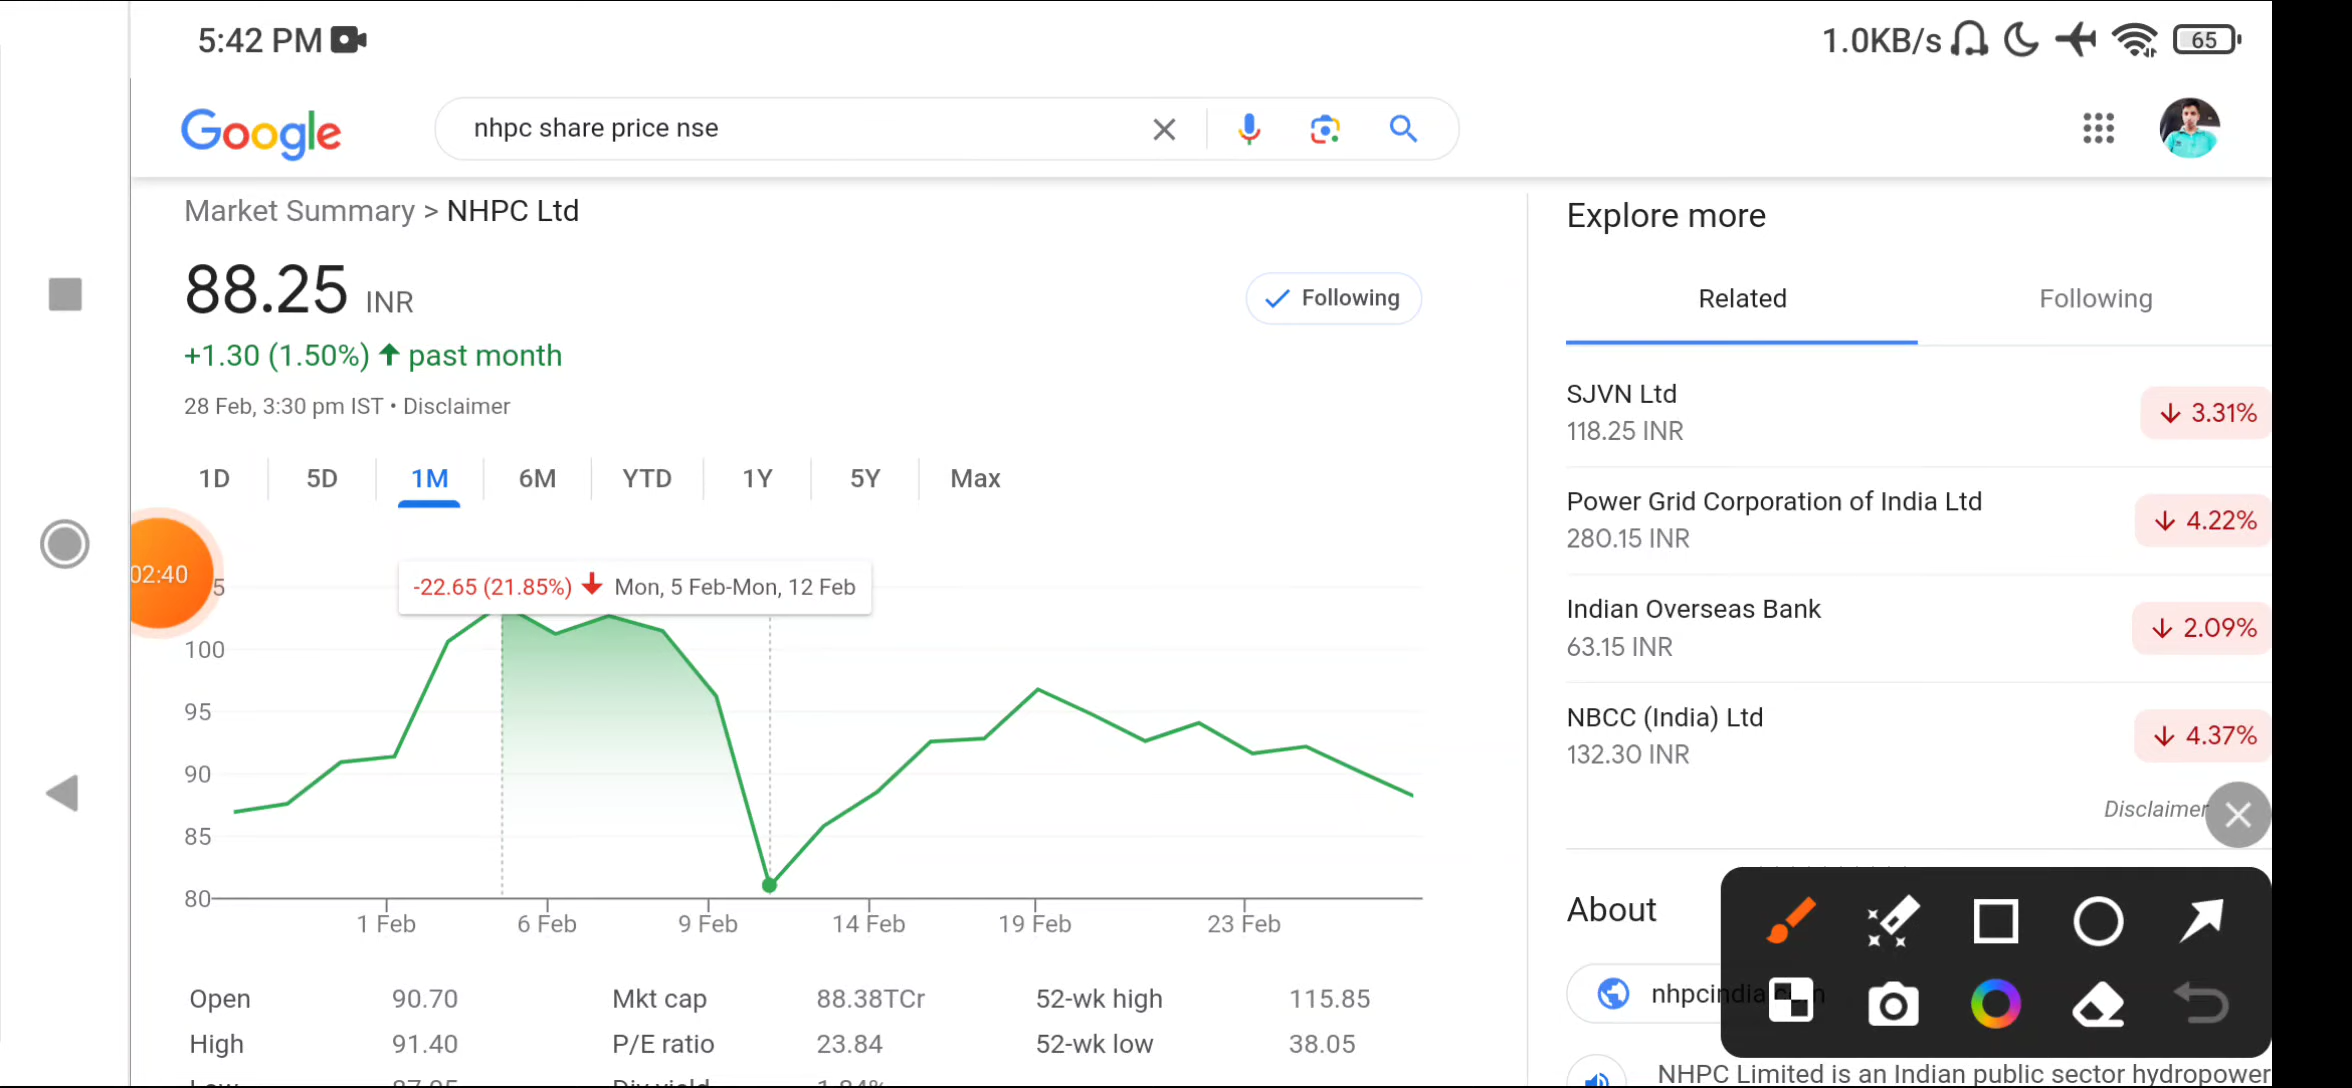 5:42 PM
1.0KB/s
65
Google
nhpc share price nse
Market Summary > NHPC Ltd
88.25 INR
Following
+1.30 (1.50%) past month
28 Feb, 3:30 pm IST • Disclaimer
1D 5D 1M 6M YTD 1Y 5Y Max
02:40
-22.65 (21.85%) Mon, 5 Feb-Mon, 12 Feb
5
100
95
90
85
80
1 Feb 6 Feb 9 Feb 14 Feb 19 Feb 23 Feb
Open 90.70 Mkt cap 88.38TCr 52-wk high 115.85
High 91.40 P/E ratio 23.84 52-wk low 38.05
Explore more
Related Following
SJVN Ltd
118.25 INR
3.31%
Power Grid Corporation of India Ltd
280.15 INR
4.22%
Indian Overseas Bank
63.15 INR
2.09%
NBCC (India) Ltd
132.30 INR
4.37%
Disclaimer
About
NHPC Limited is an Indian public sector hydropower